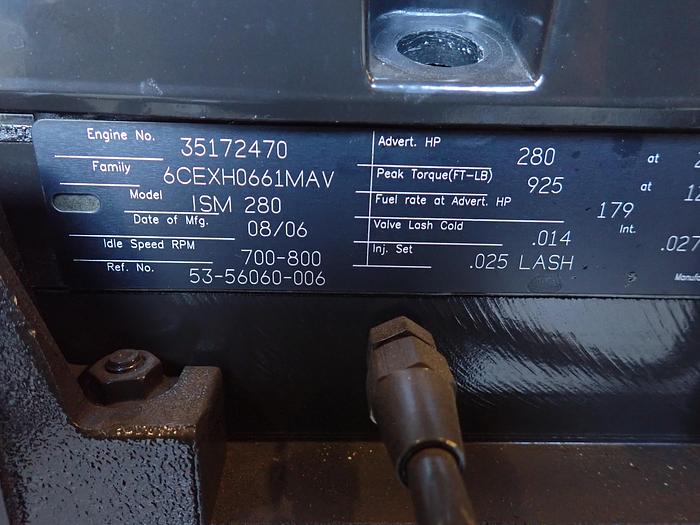 Engine No. 35172470
Family 6CEXH0661MAV
Model ISM 280
Date of Mfg. 08/06
Idle Speed RPM 700-800
Ref. No. 53-56060-006
Advert. HP 280 at
Peak Torque(FT-LB) 925 at
Fuel rate at Advert. HP 179
Valve Lash Cold .014 Int. .027
Inj. Set .025 LASH